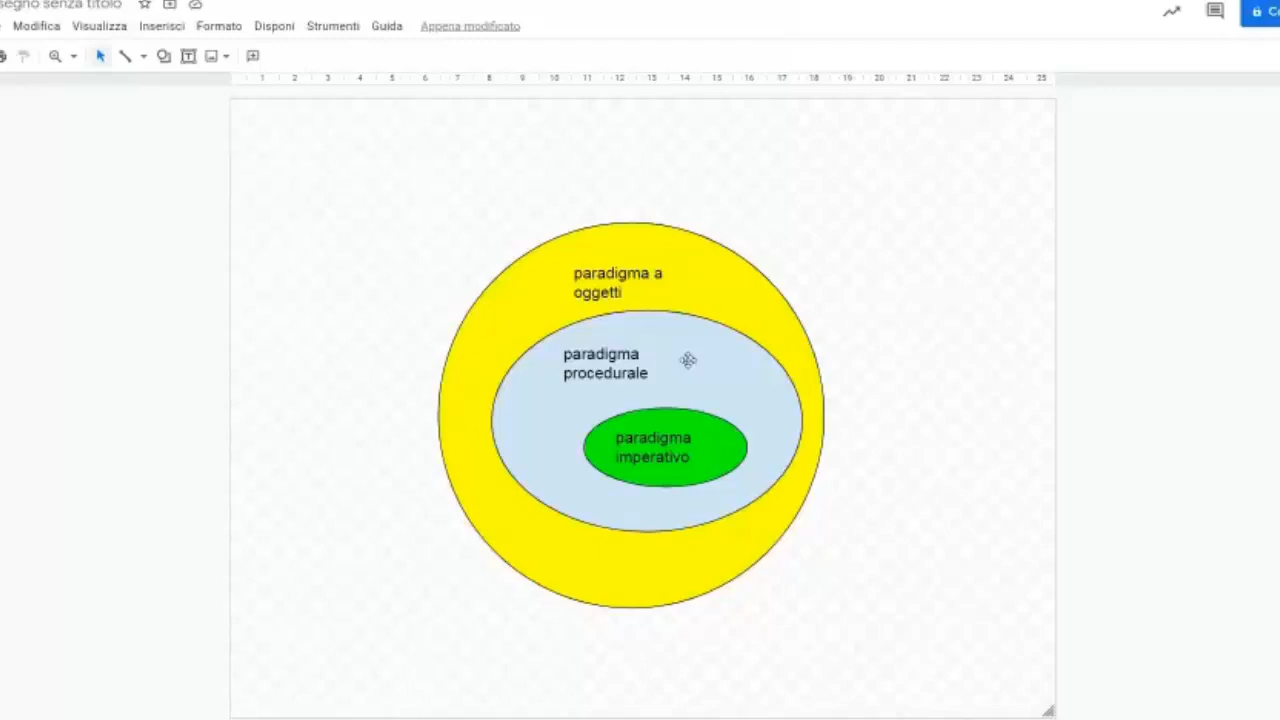 segno senza titolo
Modifica Visualizza Inserisci Formato Disponi Strumenti Guida Appena modificato
1 2 3 4 5 6 7 8 9 10 11 12 13 14 15 16 17 18 19 20 21 22 23 24 25
paradigma a
oggetti
paradigma
procedurale
paradigma
imperativo